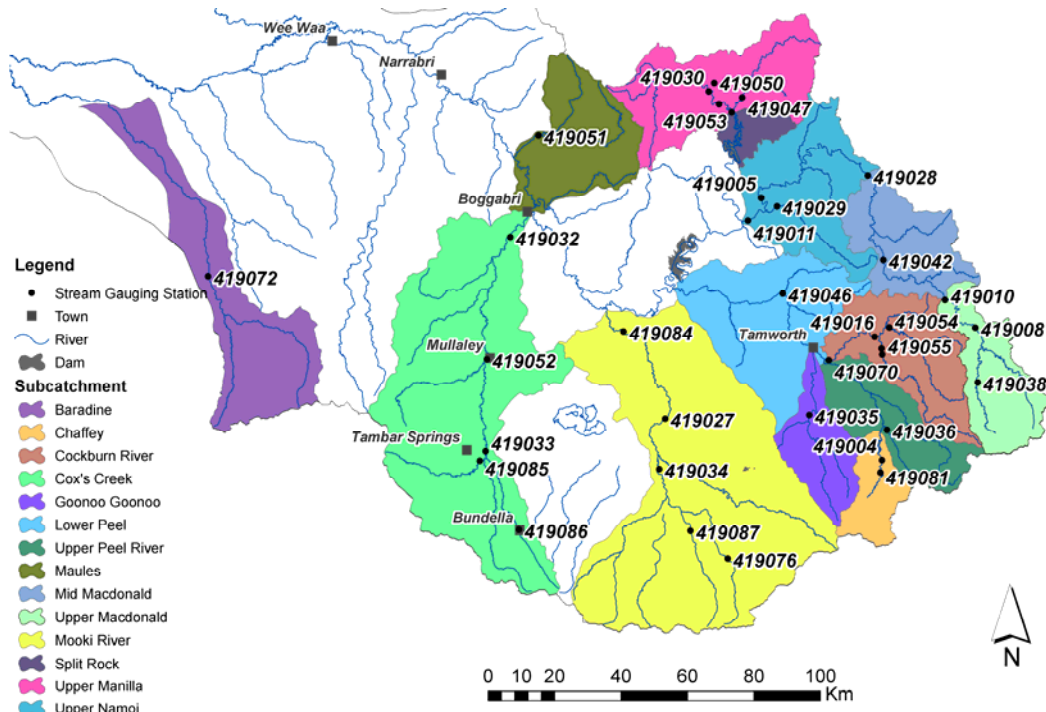 Wee Waa
Narrabri
419030
419050
419047
419053
419051
419028
419005
419029
419011
Boggabri
419032
419042
419072
419046
419010
419016
419054
419008
419084
Tamworth
419055
Mullaley
419052
419070
419038
419035
419027
419036
Tambar Springs
419033
419004
419085
419034
419081
Bundella
419086
419087
419076
Legend
Stream Gauging Station
Town
River
Dam
Subcatchment
Baradine
Chaffey
Cockburn River
Cox's Creek
Goonoo Goonoo
Lower Peel
Upper Peel River
Maules
Mid Macdonald
Upper Macdonald
Mooki River
Split Rock
Upper Manilla
Upper Namoi
0 10 20 40 60 80 100
Km
N